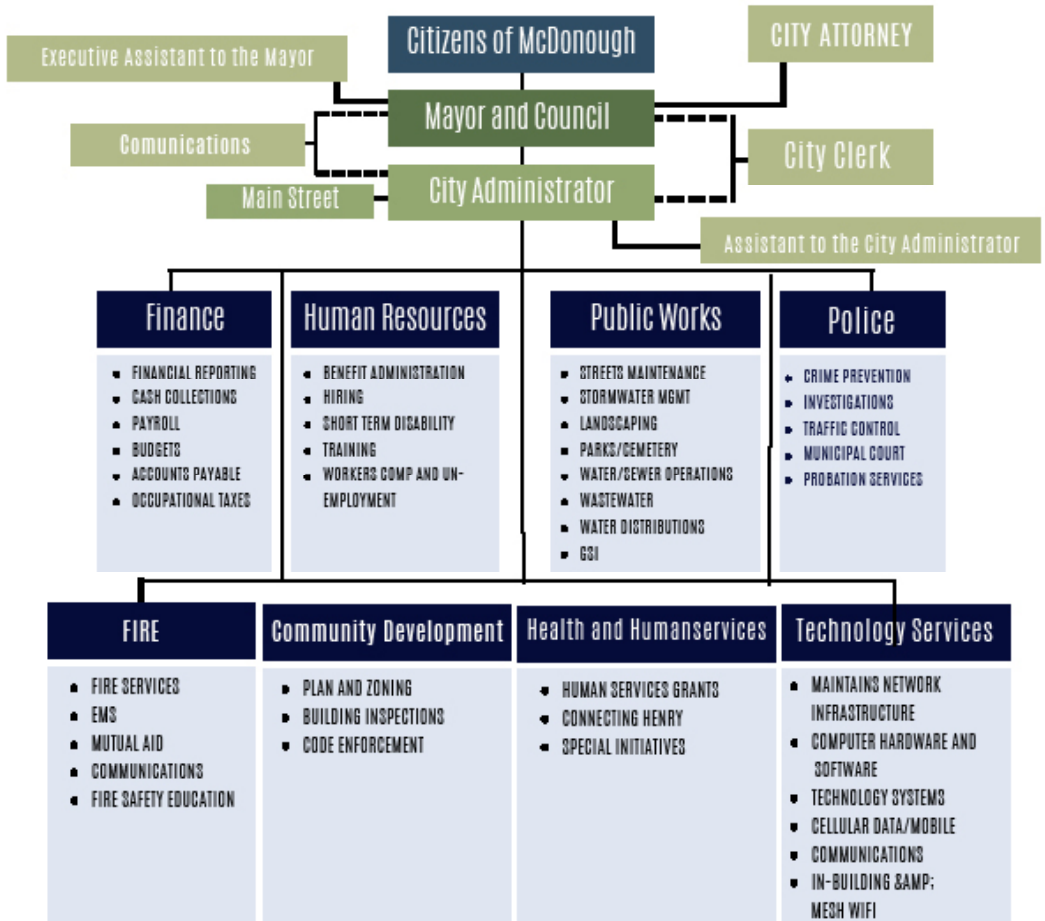 Citizens of McDonough
CITY ATTORNEY
Executive Assistant to the Mayor
Mayor and Council
Comunications
City Clerk
City Administrator
Main Street
Assistant to the City Administrator
Finance
FINANCIAL REPORTING
CASH COLLECTIONS
PAYROLL
BUDGETS
ACCOUNTS PAYABLE
OCCUPATIONAL TAXES
Human Resources
BENEFIT ADMINISTRATION
HIRING
SHORT TERM DISABILITY
TRAINING
WORKERS COMP AND UN-
EMPLOYMENT
Public Works
STREETS MAINTENANCE
STORMWATER MGMT
LANDSCAPING
PARKS/CEMETERY
WATER/SEWER OPERATIONS
WASTEWATER
WATER DISTRIBUTIONS
GSI
Police
CRIME PREVENTION
INVESTIGATIONS
TRAFFIC CONTROL
MUNICIPAL COURT
PROBATION SERVICES
FIRE
FIRE SERVICES
EMS
MUTUAL AID
COMMUNICATIONS
FIRE SAFETY EDUCATION
Community Development
PLAN AND ZONING
BUILDING INSPECTIONS
CODE ENFORCEMENT
Health and Humanservices
HUMAN SERVICES GRANTS
CONNECTING HENRY
SPECIAL INITIATIVES
Technology Services
MAINTAINS NETWORK
INFRASTRUCTURE
COMPUTER HARDWARE AND
SOFTWARE
TECHNOLOGY SYSTEMS
CELLULAR DATA/MOBILE
COMMUNICATIONS
IN-BUILDING &AMP;
MESH WIFI